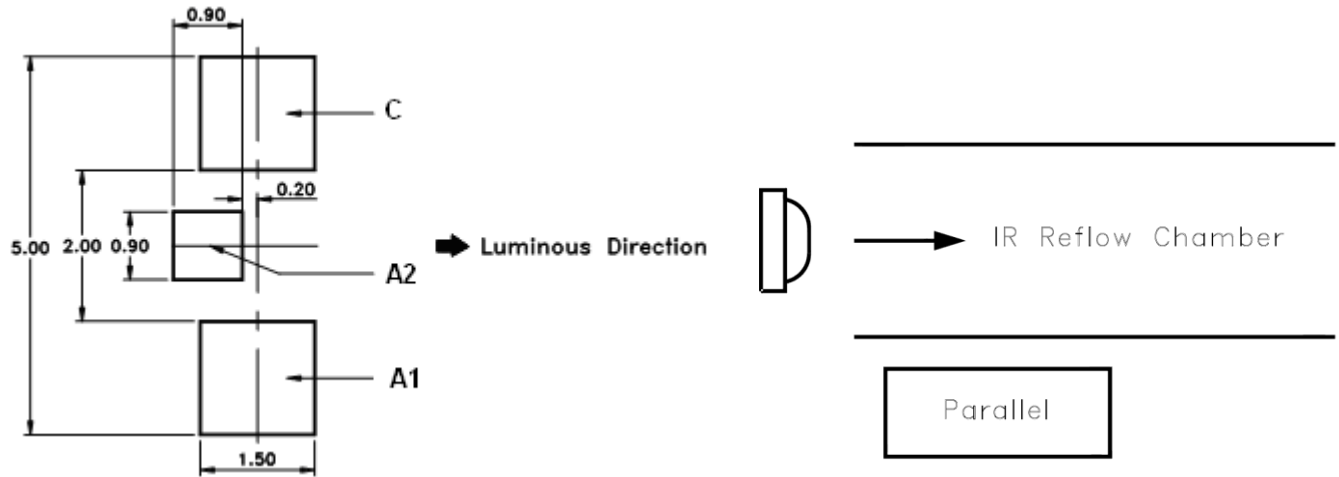 0.90
C
0.20
5.00 2.00 0.90
Luminous Direction
IR Reflow Chamber
A2
A1
Parallel
1.50